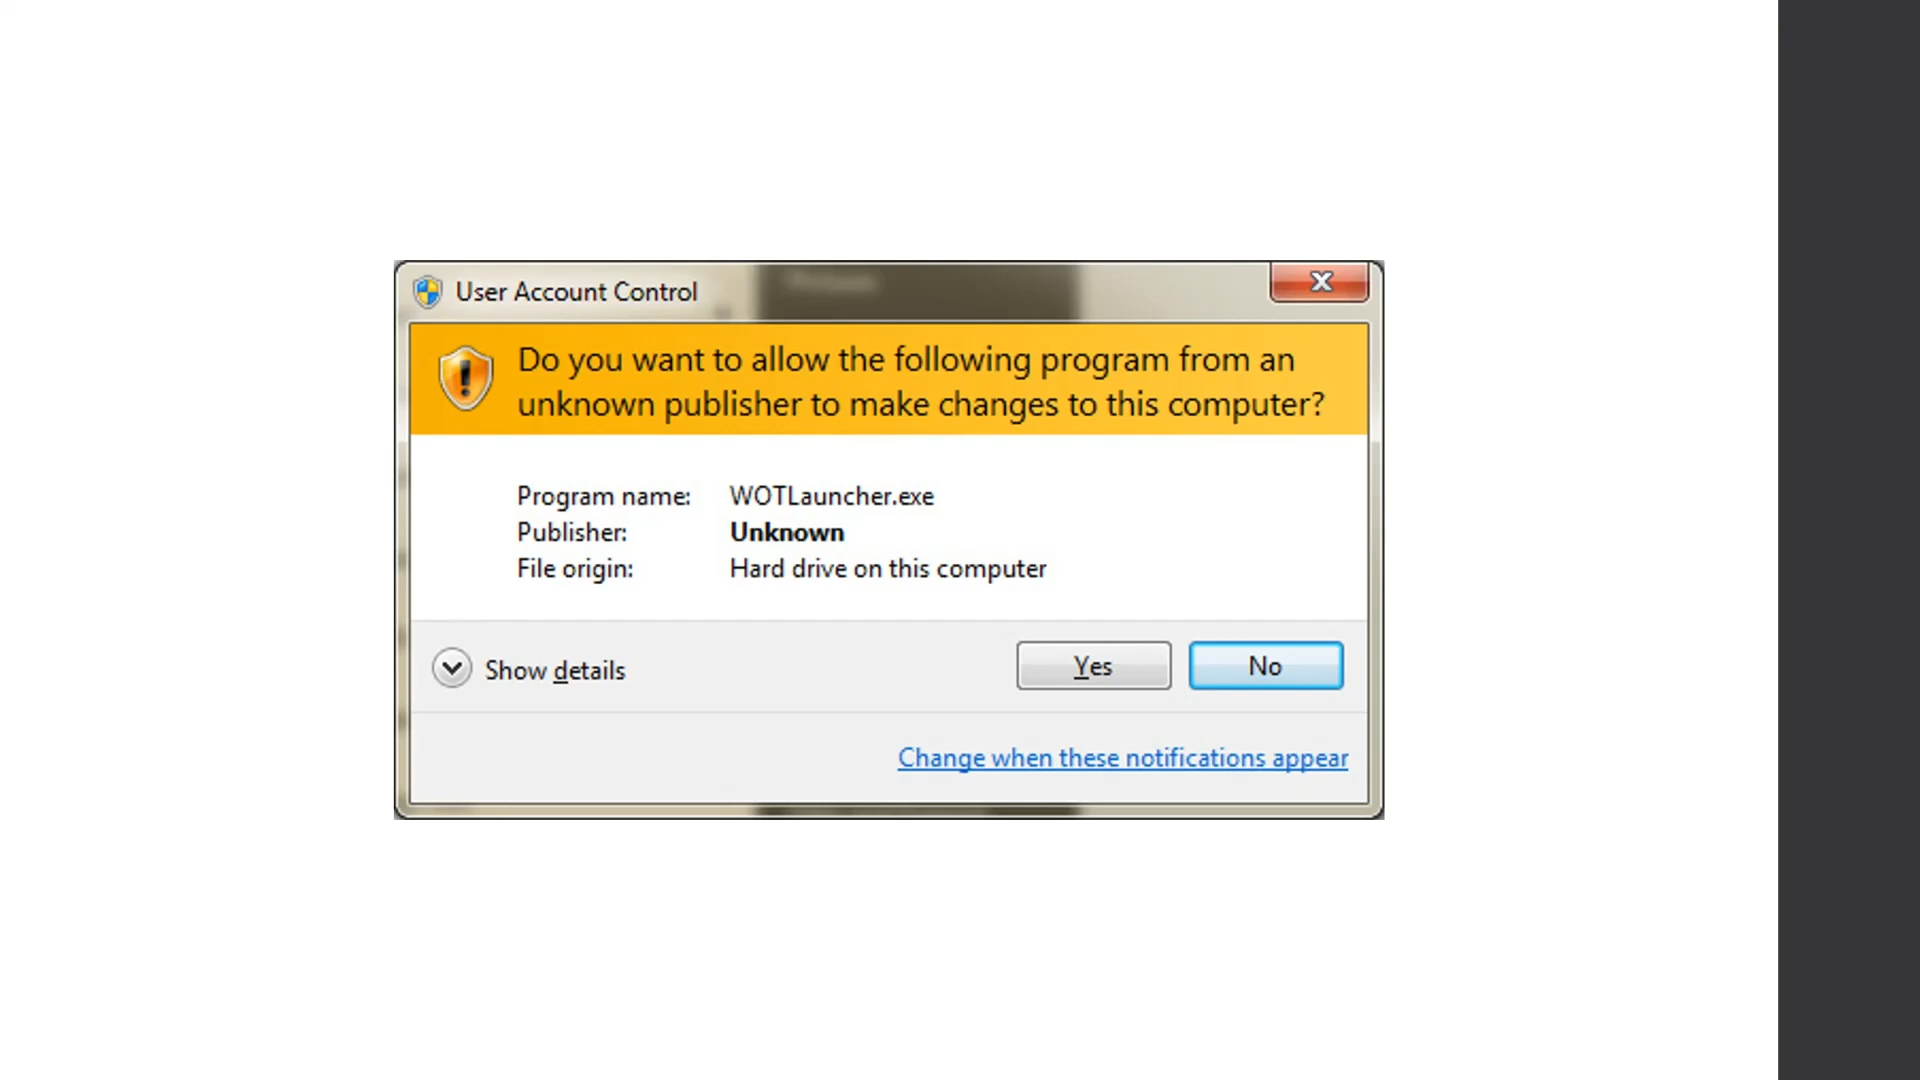 User Account Control
Do you want to allow the following program from an
unknown publisher to make changes to this computer?
Program name: WOTLauncher.exe
Publisher: Unknown
File origin: Hard drive on this computer
Show details
Yes
No
Change when these notifications appear